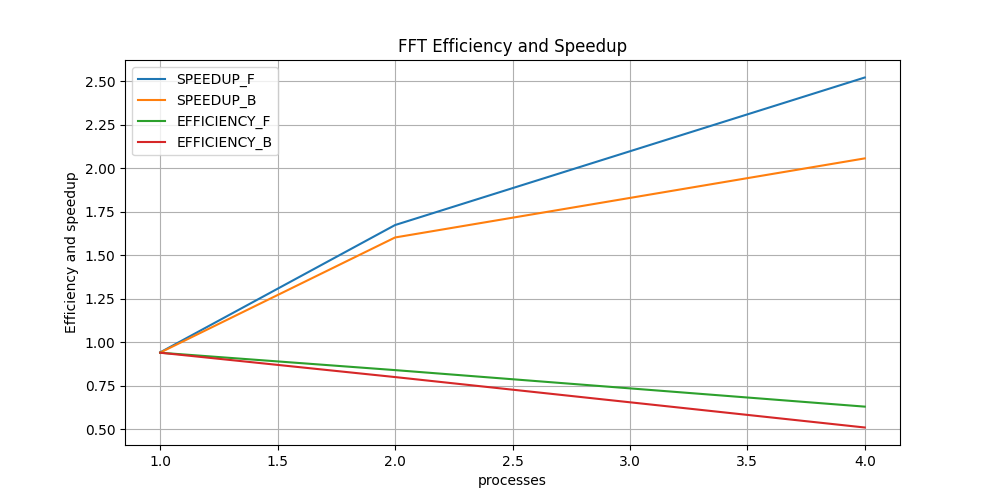 FFT Efficiency and Speedup
SPEEDUP_F
SPEEDUP_B
EFFICIENCY_F
EFFICIENCY_B
Efficiency and speedup
2.50
2.25
2.00
1.75
1.50
1.25
1.00
0.75
0.50
1.0 1.5 2.0 2.5 3.0 3.5 4.0
processes